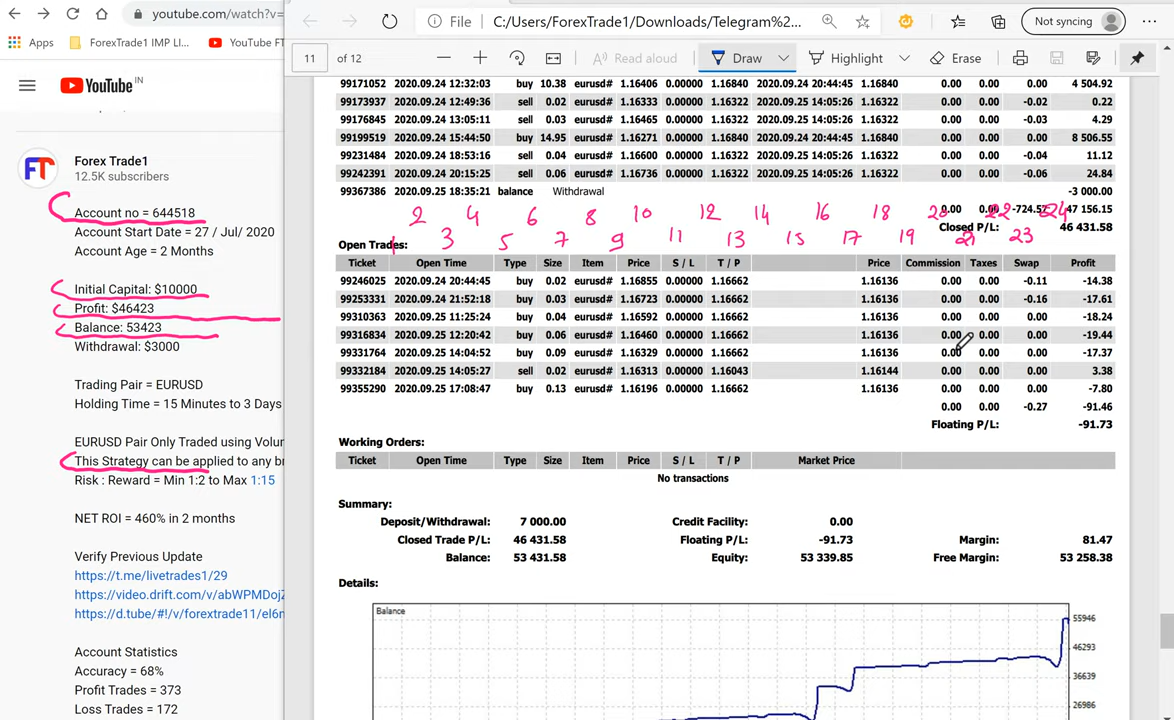 youtube.com/watch?v=
Apps ForexTrade1 IMP LI... YouTube FT
YouTube IN
Forex Trade1
12.5K subscribers
Account no = 644518
Account Start Date = 27 / Jul/ 2020
Account Age = 2 Months
Initial Capital: $10000
Profit: $46423
Balance: 53423
Withdrawal: $3000
Trading Pair = EURUSD
Holding Time = 15 Minutes to 3 Days
EURUSD Pair Only Traded using Volu
This Strategy can be applied to any br
Risk : Reward = Min 1:2 to Max 1:15
NET ROI = 460% in 2 months
Verify Previous Update
https://t.me/livetrades1/29
https://video.drift.com/v/abWPMDojZ
https://d.tube/#!/v/forextrade11/el6n
Account Statistics
Accuracy = 68%
Profit Trades = 373
Loss Trades = 172
File C:/Users/ForexTrade1/Downloads/Telegram%... Not syncing
11 of 12 Read aloud Draw Highlight Erase
99171052 2020.09.24 12:32:03 buy 10.38 eurusd# 1.16406 0.00000 1.16840 2020.09.24 20:44:45 1.16840 0.00 0.00 0.00 4 504.92
99173937 2020.09.24 12:49:36 sell 0.02 eurusd# 1.16333 0.00000 1.16322 2020.09.25 14:05:26 1.16322 0.00 0.00 -0.02 0.22
99176845 2020.09.24 13:05:11 sell 0.03 eurusd# 1.16465 0.00000 1.16322 2020.09.25 14:05:26 1.16322 0.00 0.00 -0.03 4.29
99199519 2020.09.24 15:44:50 buy 14.95 eurusd# 1.16271 0.00000 1.16840 2020.09.24 20:44:45 1.16840 0.00 0.00 0.00 8 506.55
99231484 2020.09.24 18:53:16 sell 0.04 eurusd# 1.16600 0.00000 1.16322 2020.09.25 14:05:26 1.16322 0.00 0.00 -0.04 11.12
99242391 2020.09.24 20:15:25 sell 0.06 eurusd# 1.16736 0.00000 1.16322 2020.09.25 14:05:26 1.16322 0.00 0.00 -0.06 24.84
99367386 2020.09.25 18:35:21 balance Withdrawal -3 000.00
0.00 0.00 -724.57 47 156.15
2 4 6 8 10 12 14 16 18 20 22 24
Closed P/L: 46 431.58
1 3 5 7 9 11 13 15 17 19 21 23
Open Trades:
Ticket Open Time Type Size Item Price S / L T / P Price Commission Taxes Swap Profit
99246025 2020.09.24 20:44:45 buy 0.02 eurusd# 1.16855 0.00000 1.16662 1.16136 0.00 0.00 -0.11 -14.38
99253331 2020.09.24 21:52:18 buy 0.03 eurusd# 1.16723 0.00000 1.16662 1.16136 0.00 0.00 -0.16 -17.61
99310363 2020.09.25 11:25:24 buy 0.04 eurusd# 1.16592 0.00000 1.16662 1.16136 0.00 0.00 0.00 -18.24
99316834 2020.09.25 12:20:42 buy 0.06 eurusd# 1.16460 0.00000 1.16662 1.16136 0.00 0.00 0.00 -19.44
99331764 2020.09.25 14:04:52 buy 0.09 eurusd# 1.16329 0.00000 1.16662 1.16136 0.00 0.00 0.00 -17.37
99332184 2020.09.25 14:05:27 sell 0.02 eurusd# 1.16313 0.00000 1.16043 1.16144 0.00 0.00 0.00 3.38
99355290 2020.09.25 17:08:47 buy 0.13 eurusd# 1.16196 0.00000 1.16662 1.16136 0.00 0.00 0.00 -7.80
0.00 0.00 -0.27 -91.46
Floating P/L: -91.73
Working Orders:
Ticket Open Time Type Size Item Price S / L T / P Market Price
No transactions
Summary:
Deposit/Withdrawal: 7 000.00 Credit Facility: 0.00
Closed Trade P/L: 46 431.58 Floating P/L: -91.73 Margin: 81.47
Balance: 53 431.58 Equity: 53 339.85 Free Margin: 53 258.38
Details:
Balance
55946
46293
36639
26986